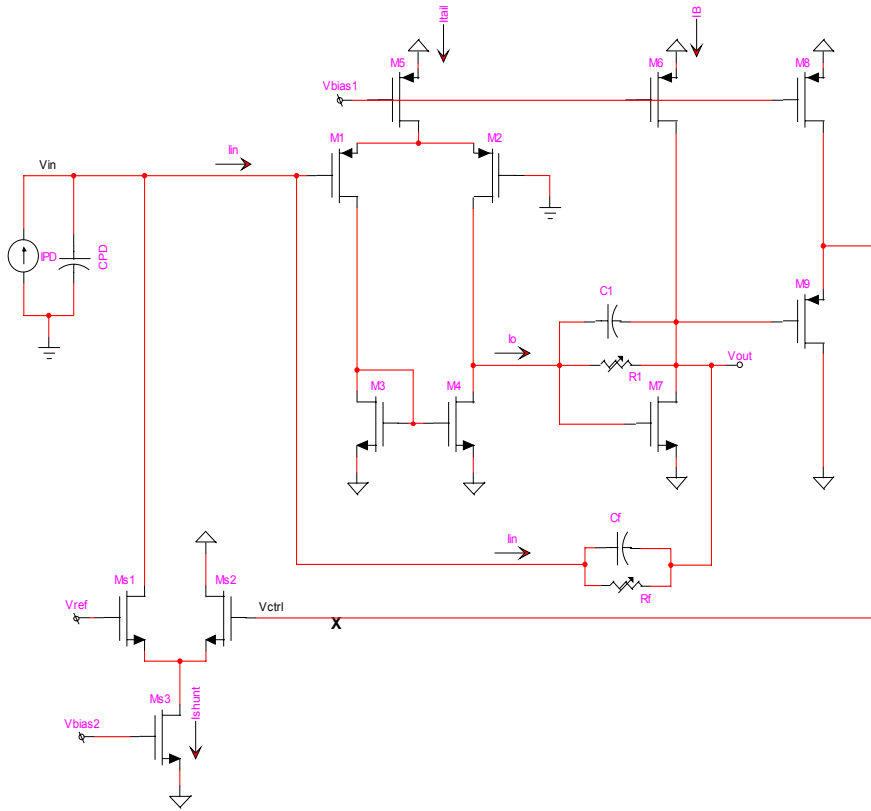 Itail
IB
M5
M6
M8
Vbias1
M1
M2
Vin
Iin
IPD
CPD
C1
M9
Io
Vout
R1
M3
M4
M7
Cf
Iin
Rf
Ms1
Ms2
Vref
Vctrl
X
Ms3
Ishunt
Vbias2